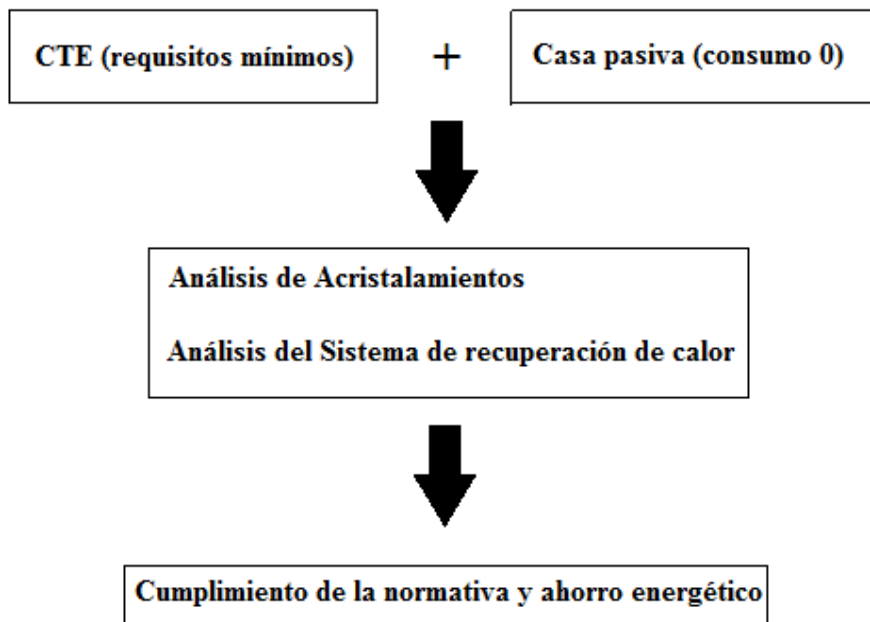 CTE (requisitos mínimos) + Casa pasiva (consumo 0)
Análisis de Acristalamientos
Análisis del Sistema de recuperación de calor
Cumplimiento de la normativa y ahorro energético